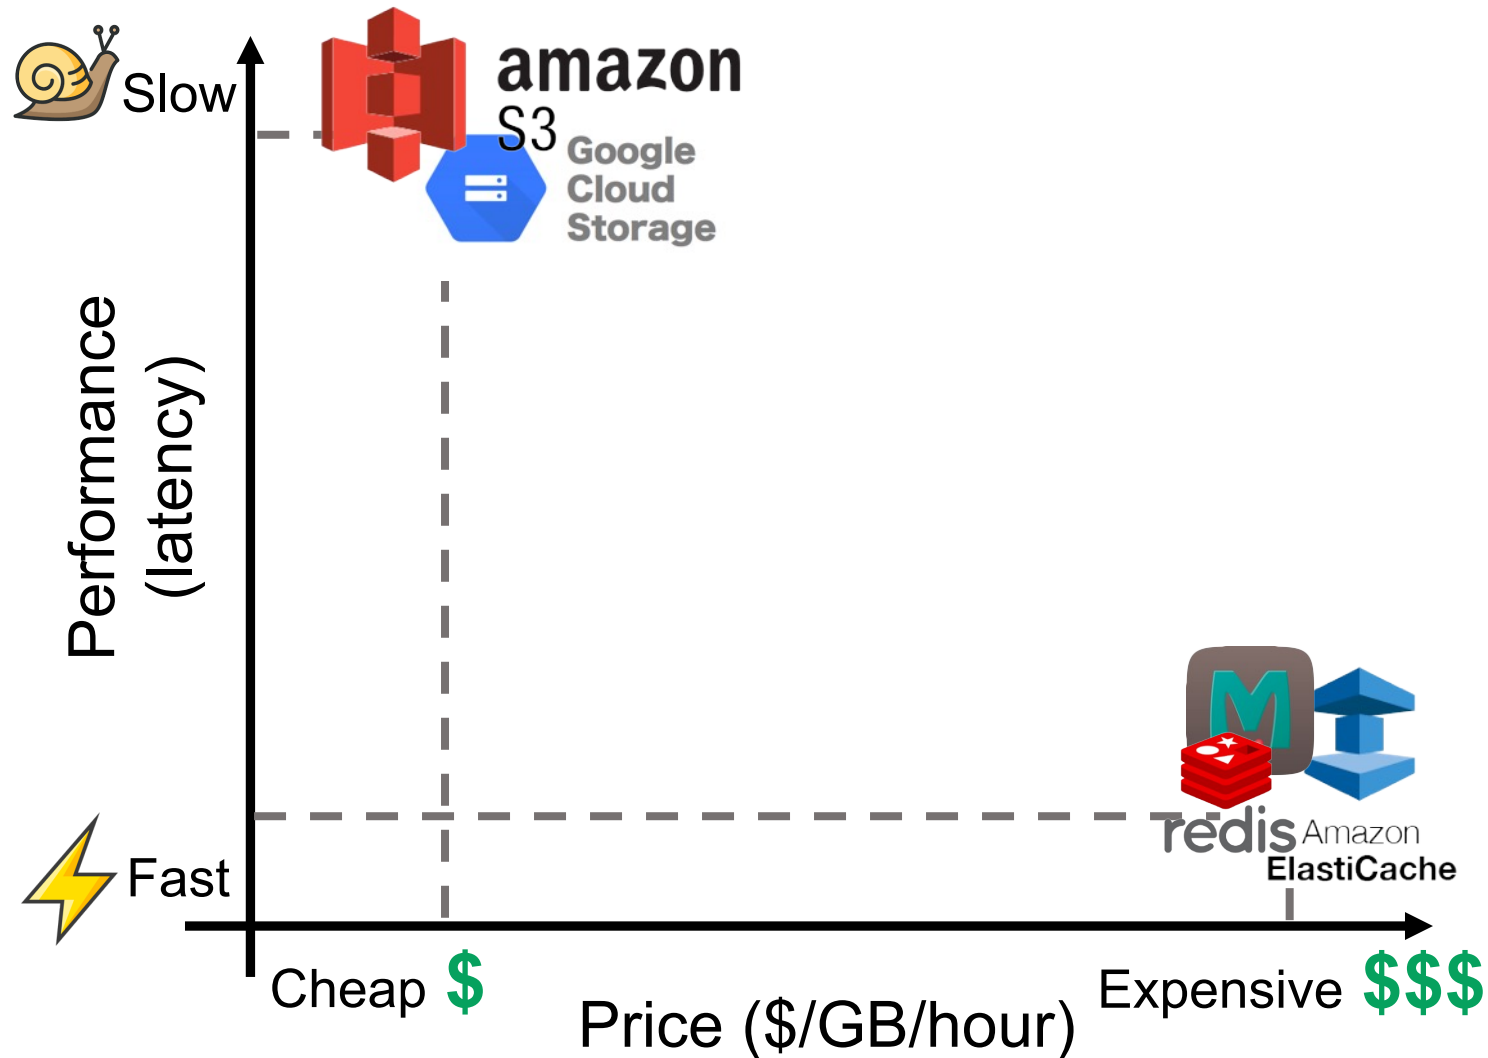 Slow
amazon
S3
Google
Cloud
Storage
Performance
(latency)
M
redis
Amazon
ElastiCache
Fast
Cheap $
Expensive $$$
Price ($/GB/hour)